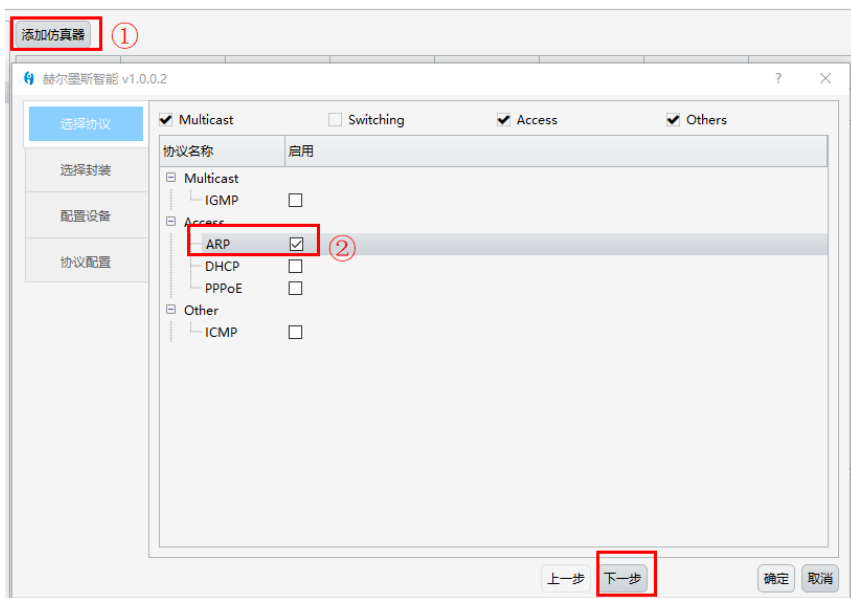 添加仿真器 ①
赫尔墨斯智能 v1.0.0.2 ?
选择协议
选择封装
配置设备
协议配置
Multicast Switching Access Others
协议名称 启用
Multicast
IGMP
Access
ARP ②
DHCP
PPPoE
Other
ICMP
上一步 下一步 确定 取消